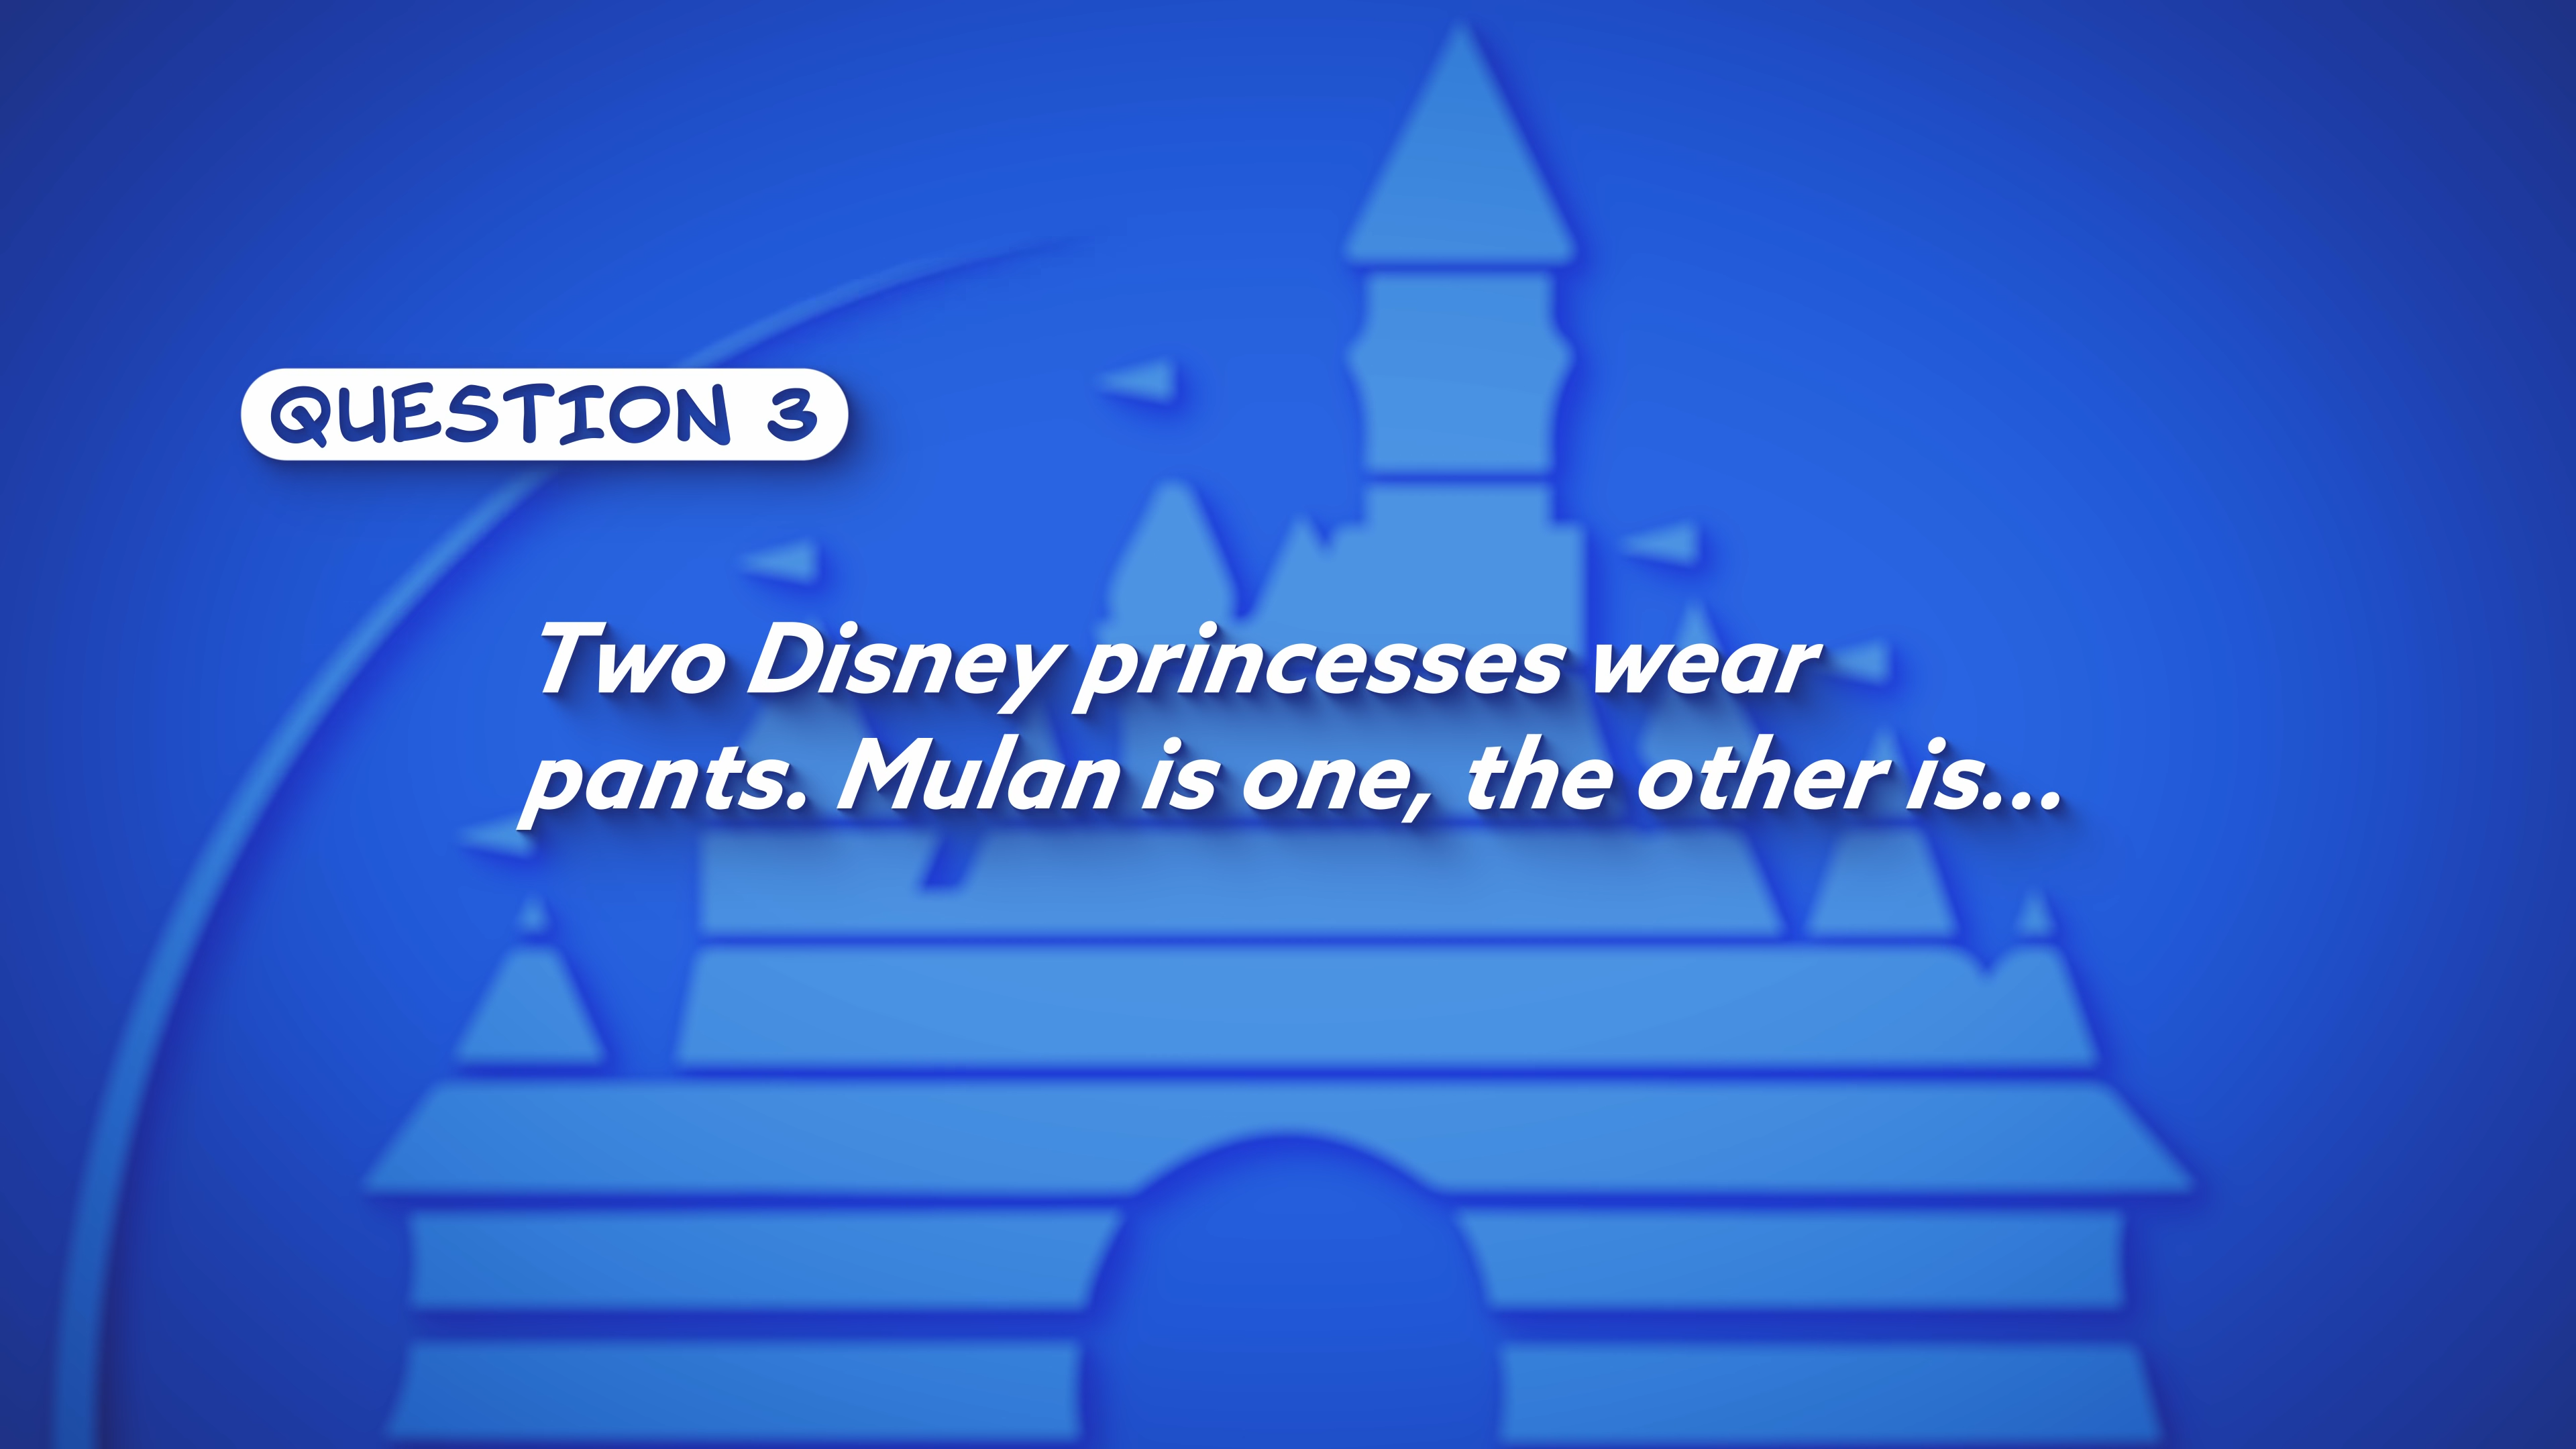 QUESTION 3
Two Disney princesses wear
pants. Mulan is one, the other is...